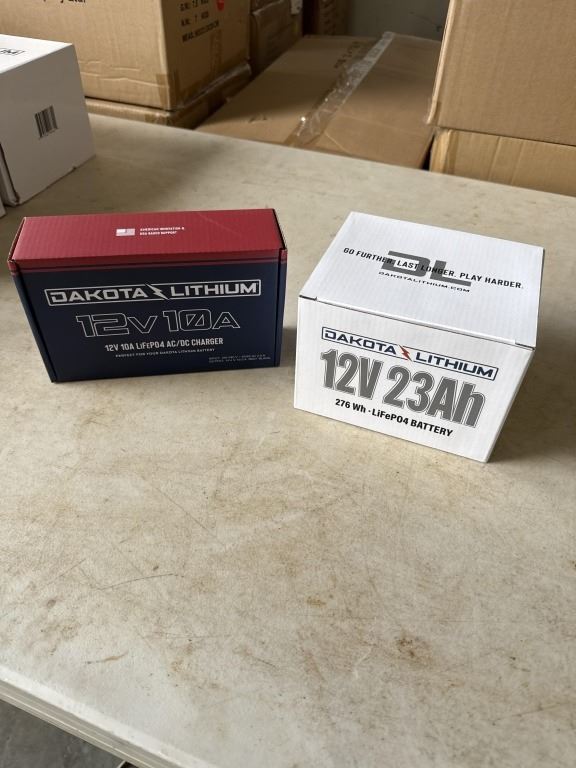 AMERICAN INNOVATION &
USA BASED SUPPORT
DAKOTA LITHIUM
12V 10A
12V 10A LiFePO4 AC/DC CHARGER
PERFECT FOR YOUR DAKOTA LITHIUM BATTERY
DL
GO FURTHER. LAST LONGER. PLAY HARDER.
DAKOTALITHIUM.COM
DAKOTA LITHIUM
12V 23Ah
276 Wh - LiFePO4 BATTERY